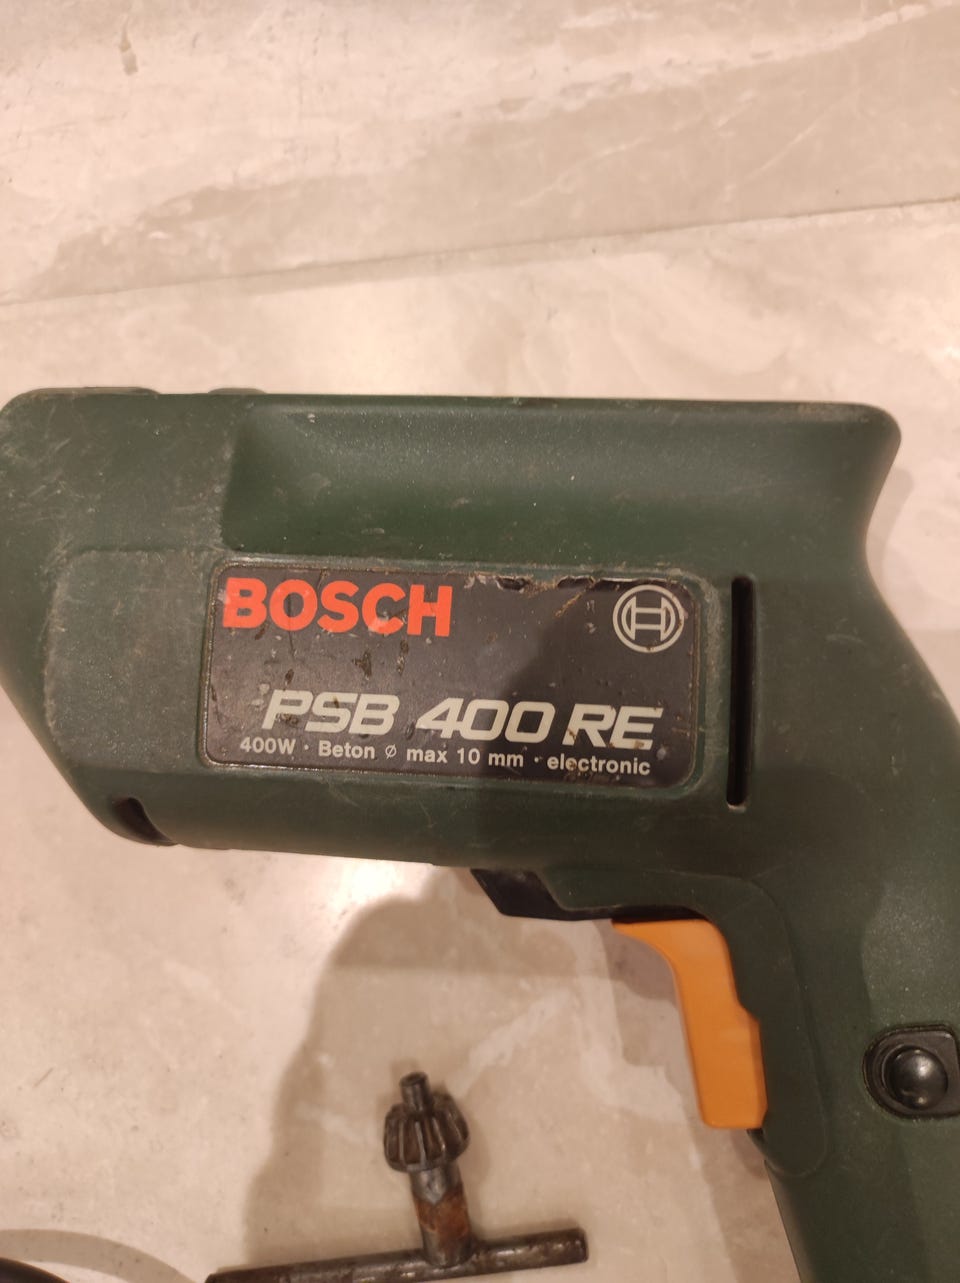 BOSCH
PSB 400 RE
400W · Beton ⌀ max 10 mm · electronic